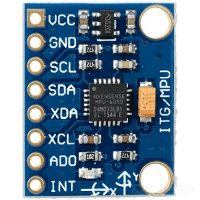 VCC
GND
SCL
SDA
XDA
XCL
ADO
INT
INVENSENSE
MPU-6050
ITG/MPU
X
Y